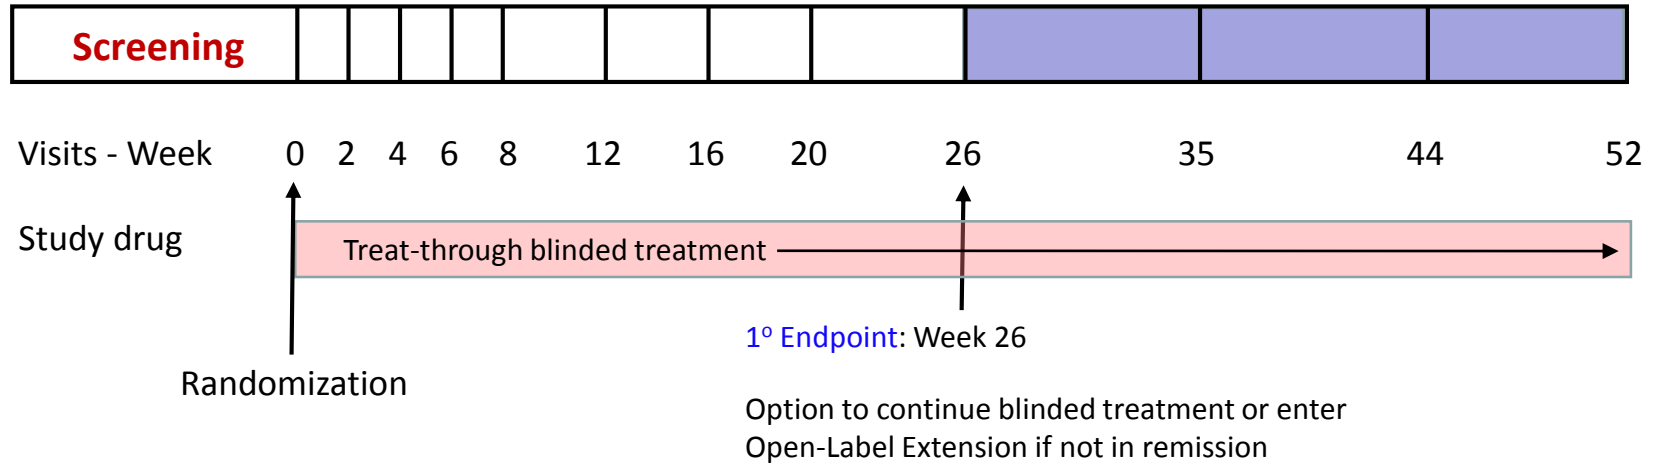 Screening
Visits - Week 0 2 4 6 8 12 16 20 26 35 44 52
Study drug
Treat-through blinded treatment
1º Endpoint: Week 26
Randomization
Option to continue blinded treatment or enter
Open-Label Extension if not in remission